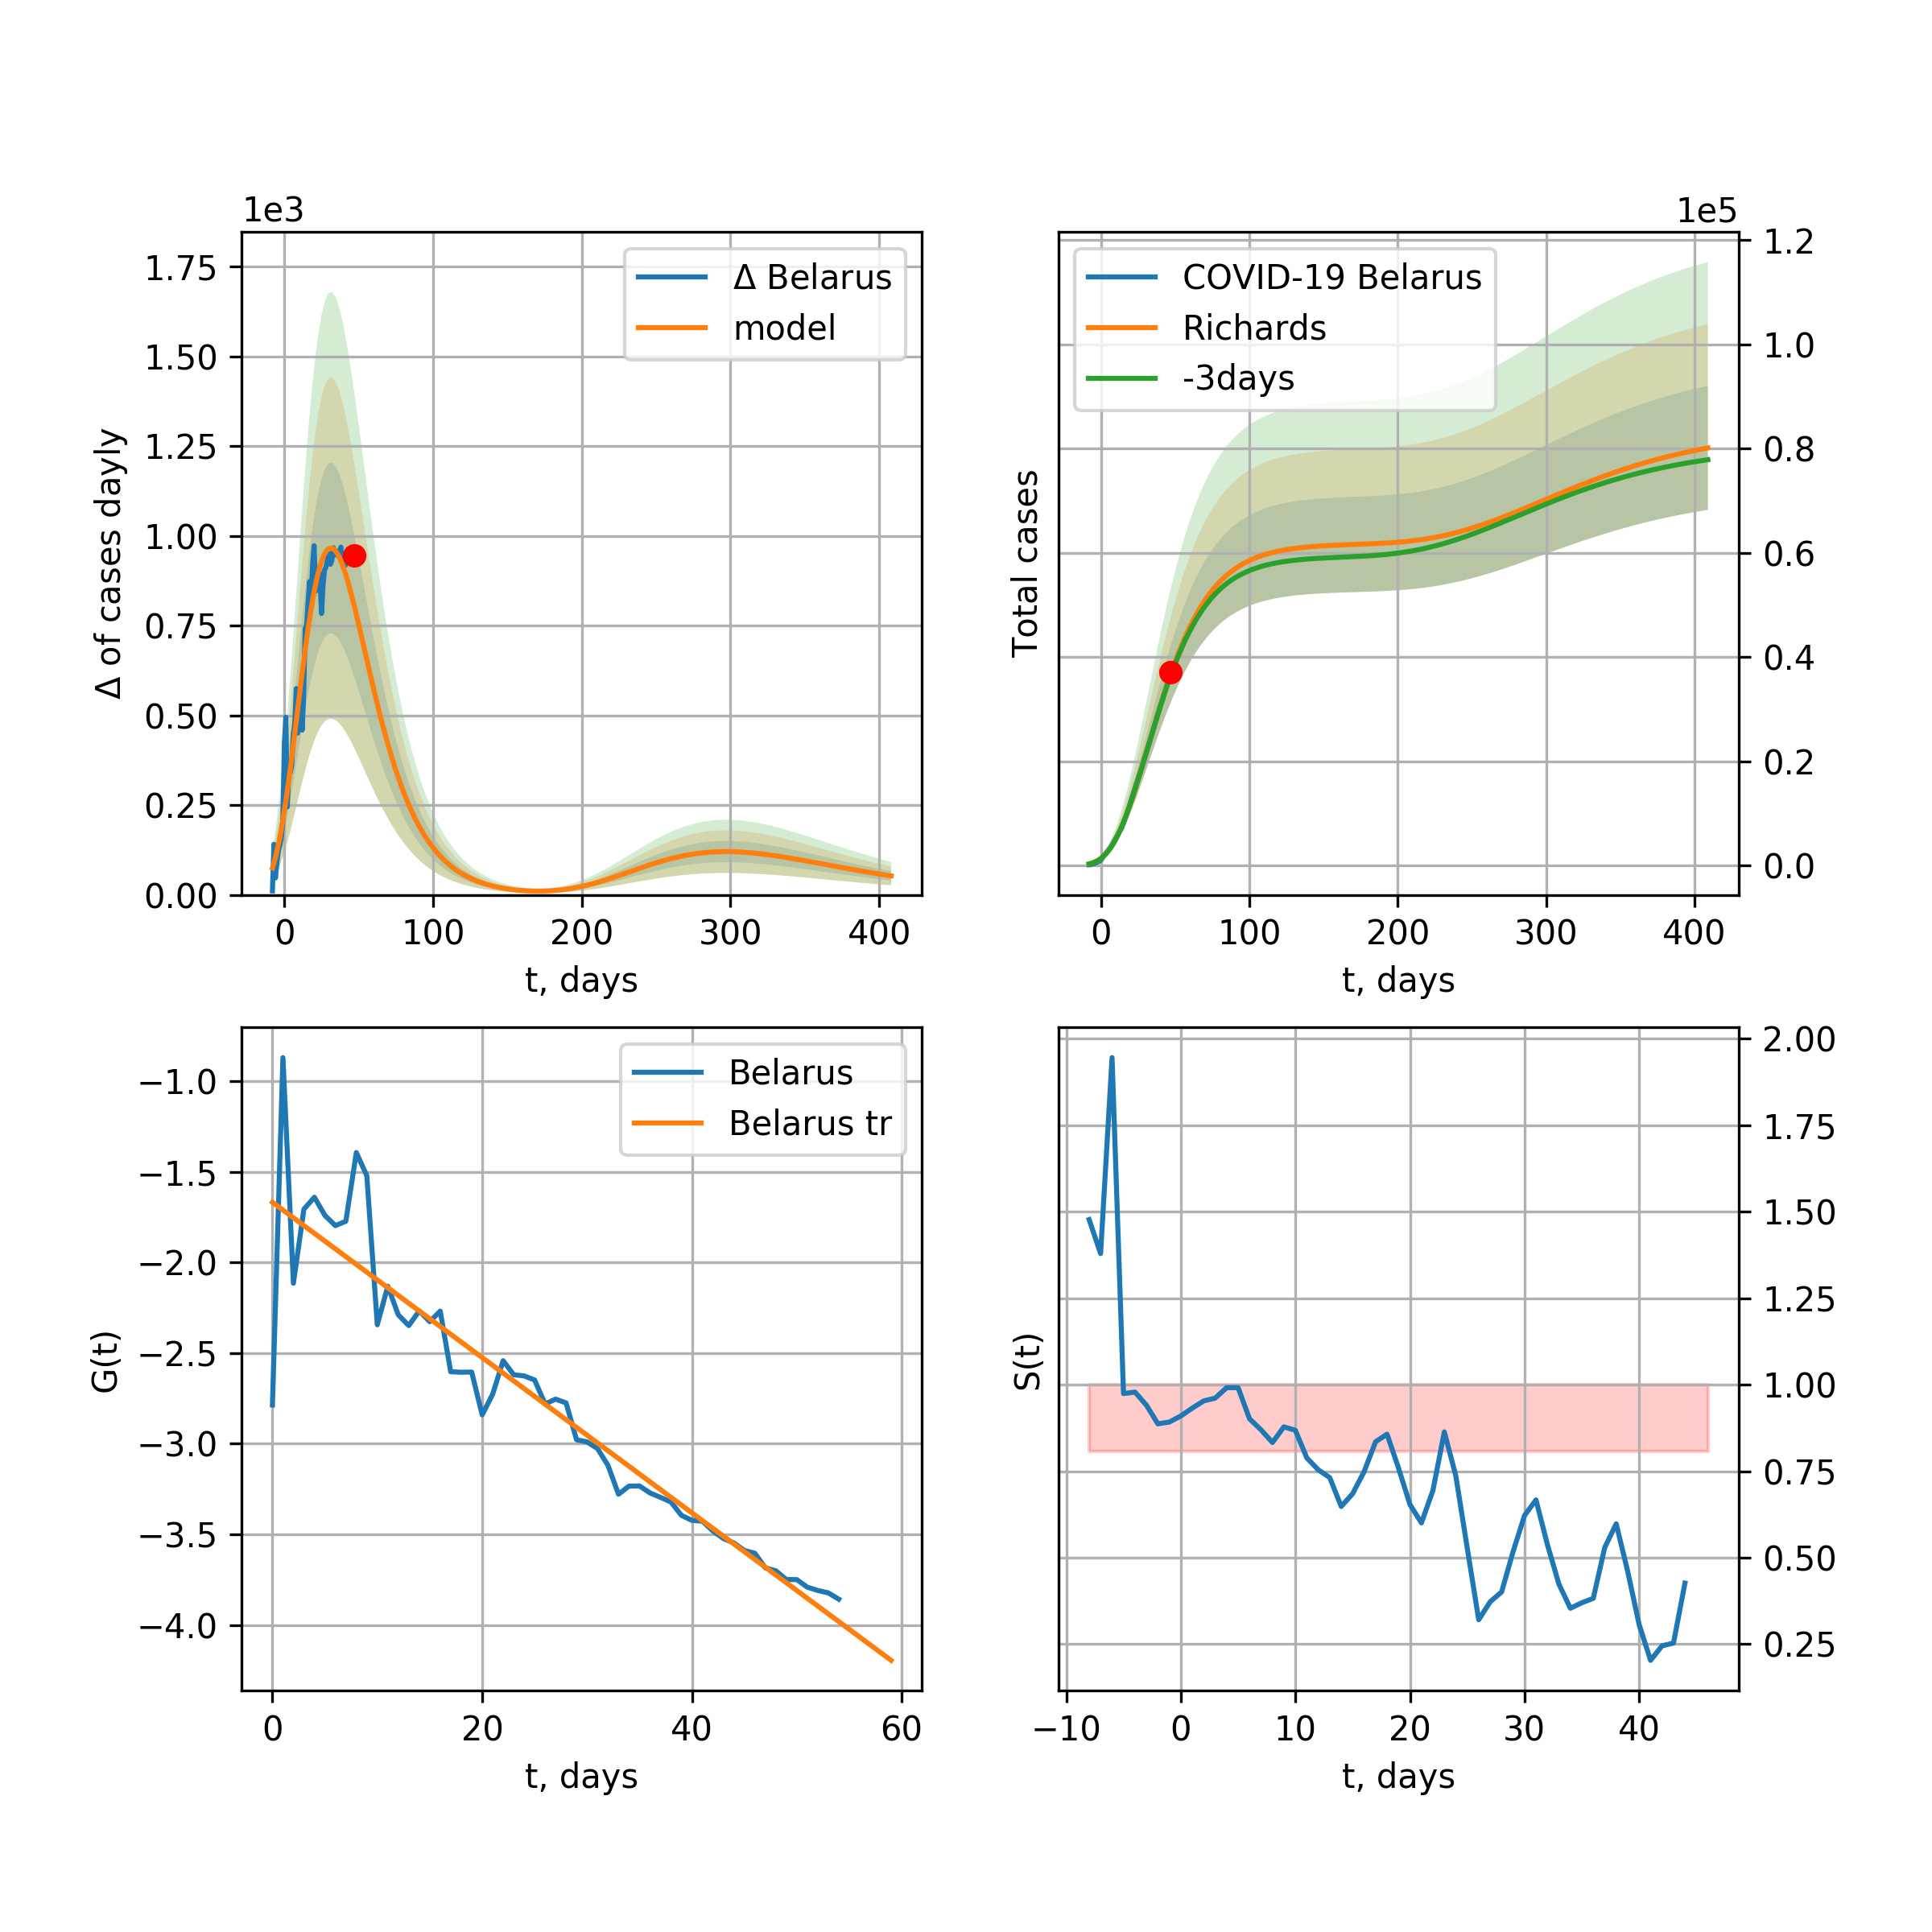 1e3
Δ of cases dayly
1.75
1.50
1.25
1.00
0.75
0.50
0.25
0.00
Δ Belarus
model
0 100 200 300 400
t, days
1e5
Total cases
COVID-19 Belarus
Richards
-3days
1.2
1.0
0.8
0.6
0.4
0.2
0.0
0 100 200 300 400
t, days
G(t)
−1.0
−1.5
−2.0
−2.5
−3.0
−3.5
−4.0
Belarus
Belarus tr
0 20 40 60
t, days
S(t)
2.00
1.75
1.50
1.25
1.00
0.75
0.50
0.25
−10 0 10 20 30 40
t, days